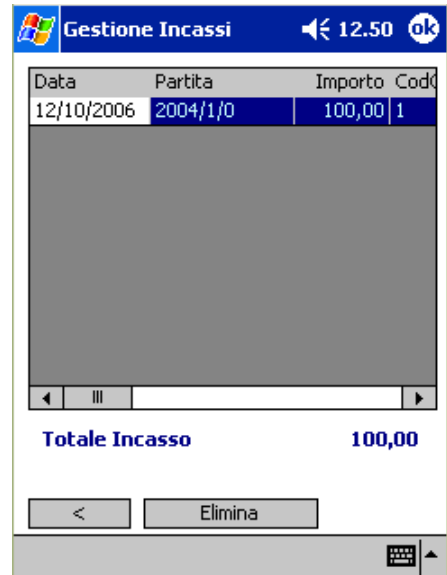 Gestione Incassi 12.50 ok
Data Partita Importo Cod
12/10/2006 2004/1/0 100,00 1
Totale Incasso 100,00
< Elimina